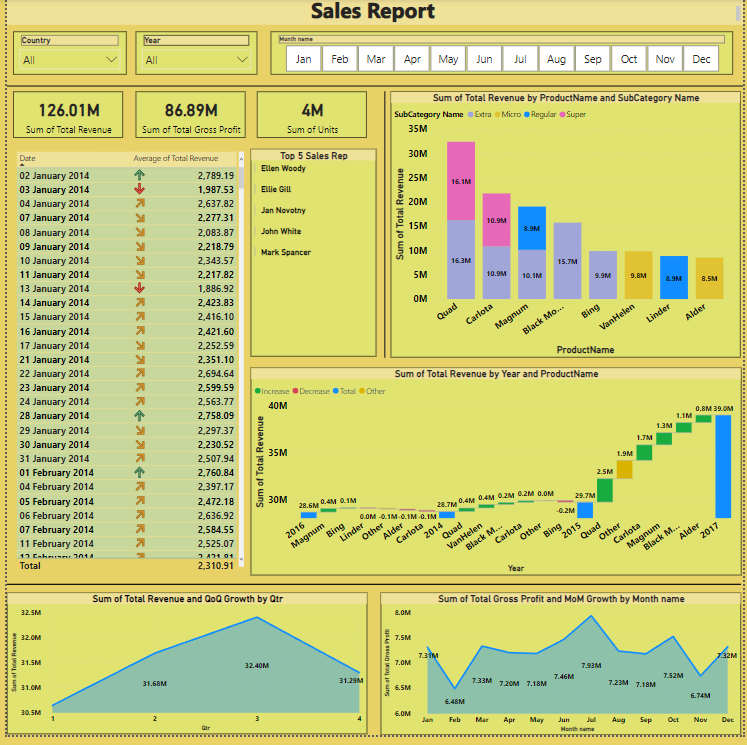 Sales Report
Country
All
Year
All
Month name
Jan Feb Mar Apr May Jun Jul Aug Sep Oct Nov Dec
126.01M
Sum of Total Revenue
86.89M
Sum of Total Gross Profit
4M
Sum of Units
Date Average of Total Revenue
02 January 2014 2,789.19
03 January 2014 1,987.53
04 January 2014 2,637.82
07 January 2014 2,277.31
08 January 2014 2,083.87
09 January 2014 2,218.79
10 January 2014 2,343.57
11 January 2014 2,217.82
13 January 2014 1,886.92
14 January 2014 2,423.83
15 January 2014 2,416.10
16 January 2014 2,421.60
17 January 2014 2,252.59
21 January 2014 2,351.10
22 January 2014 2,694.64
23 January 2014 2,599.59
24 January 2014 2,563.77
28 January 2014 2,758.09
29 January 2014 2,297.37
30 January 2014 2,230.52
31 January 2014 2,507.94
01 February 2014 2,760.84
04 February 2014 2,397.17
05 February 2014 2,472.18
06 February 2014 2,636.92
07 February 2014 2,584.55
11 February 2014 2,525.07
12 February 2014 2,421.81
Total 2,310.91
Top 5 Sales Rep
Ellen Woody
Ellie Gill
Jan Novotny
John White
Mark Spancer
Sum of Total Revenue by ProductName and SubCategory Name
SubCategory Name Extra Micro Regular Super
Sum of Total Revenue
35M
30M
25M
20M
15M
10M
5M
0M
16.1M
16.3M
10.9M
10.9M
8.9M
10.1M
15.7M
9.9M
9.8M
8.9M
8.5M
Quad Carlota Magnum Black Mo... Bing VanHelen Linder Alder
ProductName
Sum of Total Revenue by Year and ProductName
Increase Decrease Total Other
Sum of Total Revenue
40M
35M
30M
28.6M 0.4M 0.1M 0.0M -0.1M -0.1M -0.1M 28.7M 0.4M 0.4M 0.2M 0.2M 0.0M -0.2M 29.7M 2.5M 1.9M 1.7M 1.3M 1.1M 0.8M 39.0M
2016 Magnum Bing Linder Other Alder Carlota 2014 Quad VanHelen Black M... Carlota Other Bing 2015 Quad Other Carlota Magnum Black M... Alder 2017
Year
Sum of Total Revenue and QoQ Growth by Qtr
Sum of Total Revenue
32.5M
32.0M
31.5M
31.0M
30.5M
31.68M
32.40M
31.29M
1 2 3 4
Qtr
Sum of Total Gross Profit and MoM Growth by Month name
Sum of Total Gross Profit
8.0M
7.5M
7.0M
6.5M
6.0M
7.31M 6.48M 7.33M 7.20M 7.18M 7.46M 7.93M 7.23M 7.18M 7.52M 6.74M 7.32M
Jan Feb Mar Apr May Jun Jul Aug Sep Oct Nov Dec
Month name